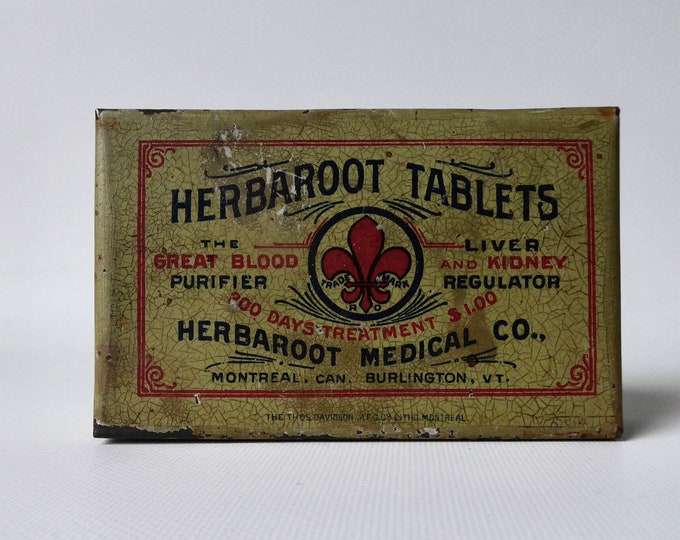 HERBAROOT TABLETS
THE GREAT BLOOD PURIFIER
LIVER AND KIDNEY REGULATOR
TRADE MARK
R D
200 DAYS TREATMENT $1.00
HERBAROOT MEDICAL CO.,
MONTREAL, CAN. BURLINGTON, VT.
THE THOS. DAVIDSON MFG. CO. LITHO. MONTREAL.